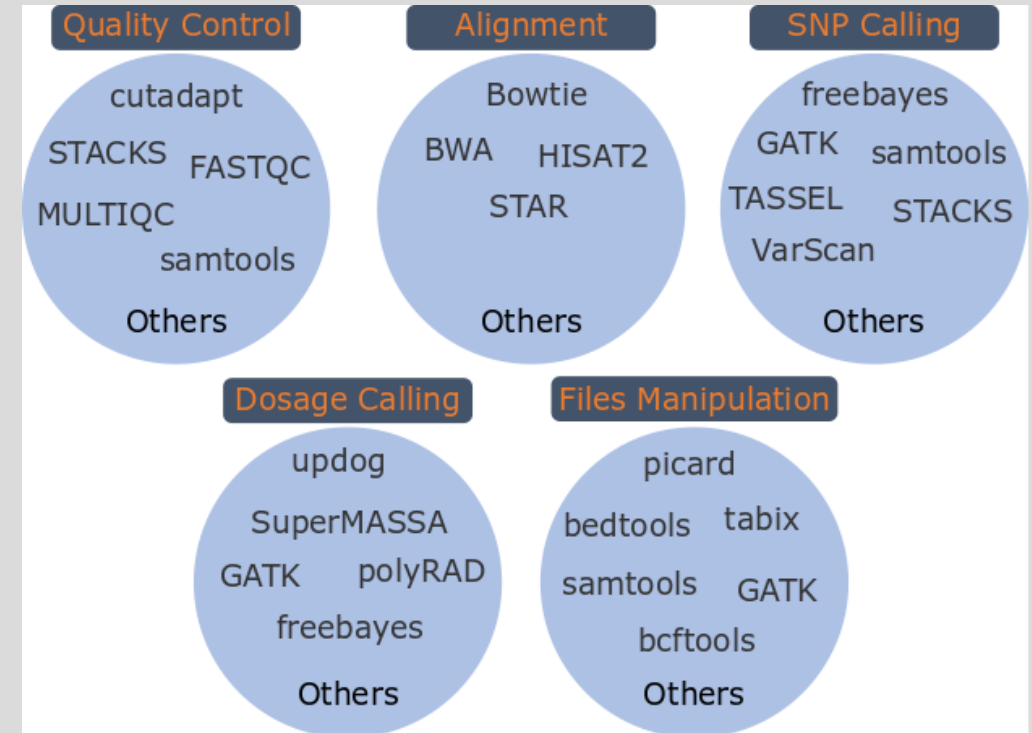 Quality Control
cutadapt
STACKS
FASTQC
MULTIQC
samtools
Others
Alignment
Bowtie
BWA
HISAT2
STAR
Others
SNP Calling
freebayes
GATK
samtools
TASSEL
STACKS
VarScan
Others
Dosage Calling
updog
SuperMASSA
GATK
polyRAD
freebayes
Others
Files Manipulation
picard
bedtools
tabix
samtools
GATK
bcftools
Others